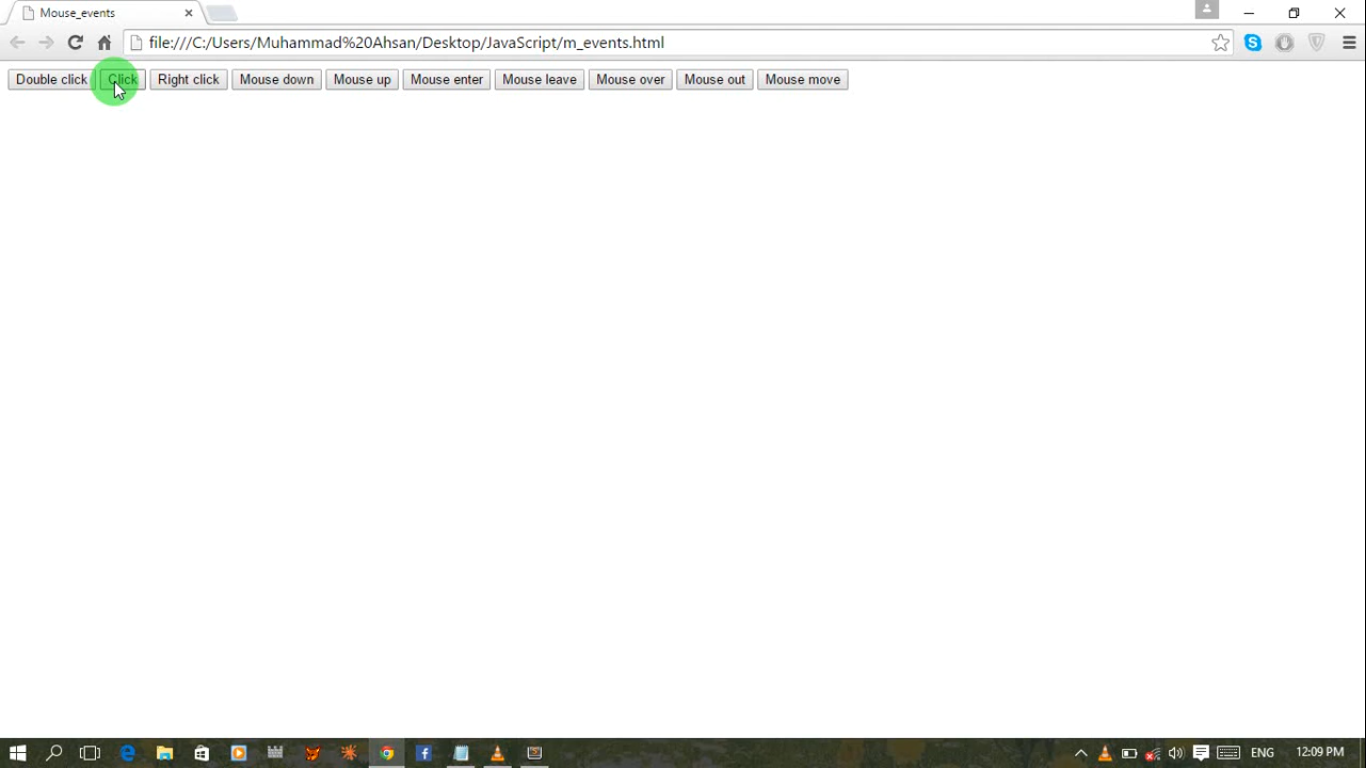 Mouse_events
file:///C:/Users/Muhammad%20Ahsan/Desktop/JavaScript/m_events.html
Double click Click Right click Mouse down Mouse up Mouse enter Mouse leave Mouse over Mouse out Mouse move
ENG 12:09 PM